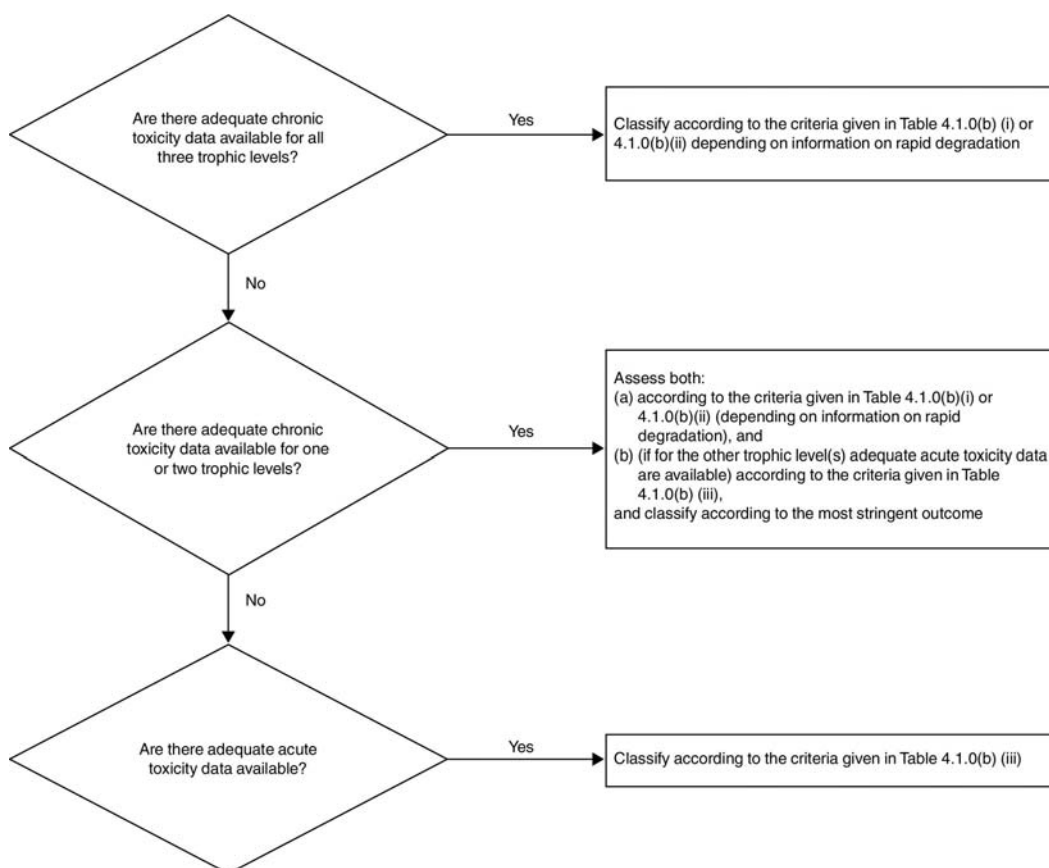 Are there adequate chronic
toxicity data available for all
three trophic levels?
Yes
Classify according to the criteria given in Table 4.1.0(b) (i) or
4.1.0(b)(ii) depending on information on rapid degradation
No
Are there adequate chronic
toxicity data available for one
or two trophic levels?
Yes
Assess both:
(a) according to the criteria given in Table 4.1.0(b)(i) or
4.1.0(b)(ii) (depending on information on rapid
degradation), and
(b) (if for the other trophic level(s) adequate acute toxicity data
are available) according to the criteria given in Table
4.1.0(b) (iii),
and classify according to the most stringent outcome
No
Are there adequate acute
toxicity data available?
Yes
Classify according to the criteria given in Table 4.1.0(b) (iii)